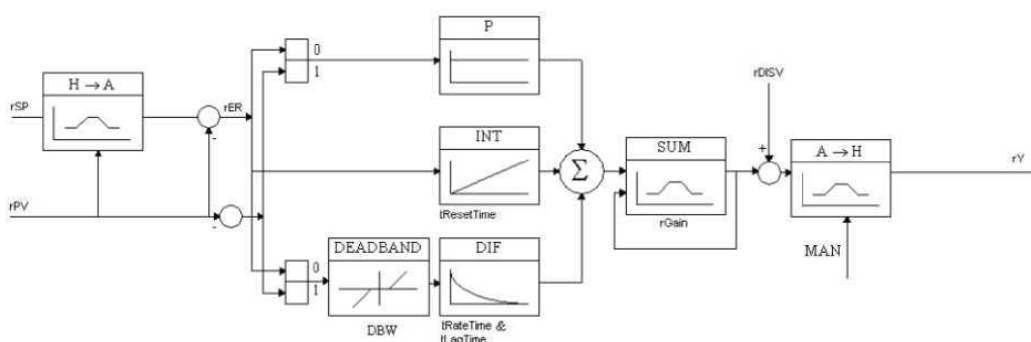 P
0
1
rDISV
H → A
rSP
rER
-
INT
Σ
SUM
+
A → H
rY
rPV
-
tResetTime
rGain
MAN
DEADBAND
DIF
0
1
DBW
tRateTime &
tLagTime